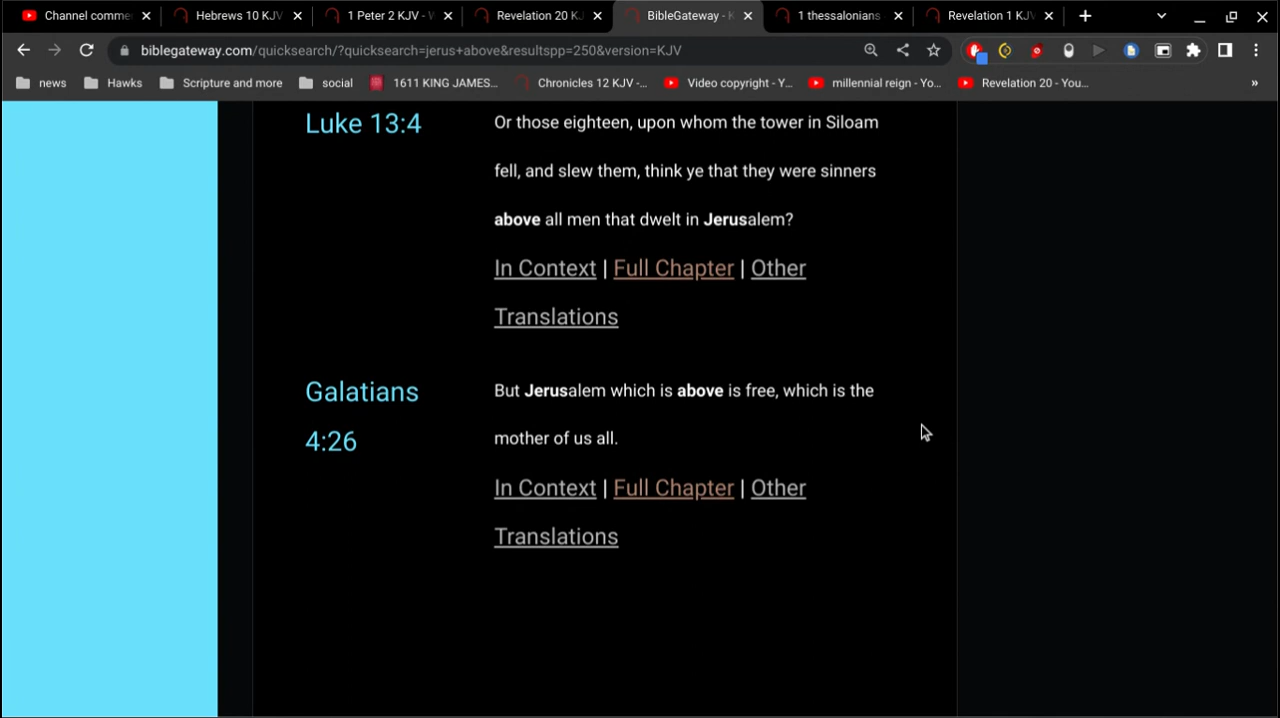 Channel comme
Hebrews 10 KJV
1 Peter 2 KJV - W
Revelation 20 KJ
BibleGateway - K
1 thessalonians
Revelation 1 KJV
biblegateway.com/quicksearch/?quicksearch=jerus+above&resultspp=250&version=KJV
news
Hawks
Scripture and more
social
1611 KING JAMES...
Chronicles 12 KJV -...
Video copyright - Y...
millennial reign - Yo...
Revelation 20 - You...
»
Luke 13:4
Or those eighteen, upon whom the tower in Siloam
fell, and slew them, think ye that they were sinners
above all men that dwelt in Jerusalem?
In Context | Full Chapter | Other
Translations
Galatians
4:26
But Jerusalem which is above is free, which is the
mother of us all.
In Context | Full Chapter | Other
Translations